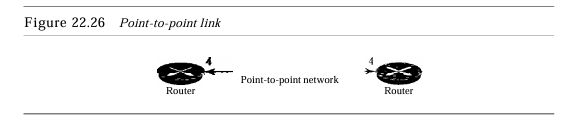 Figure 22.26 Point-to-point link
4 4
Point-to-point network
Router Router